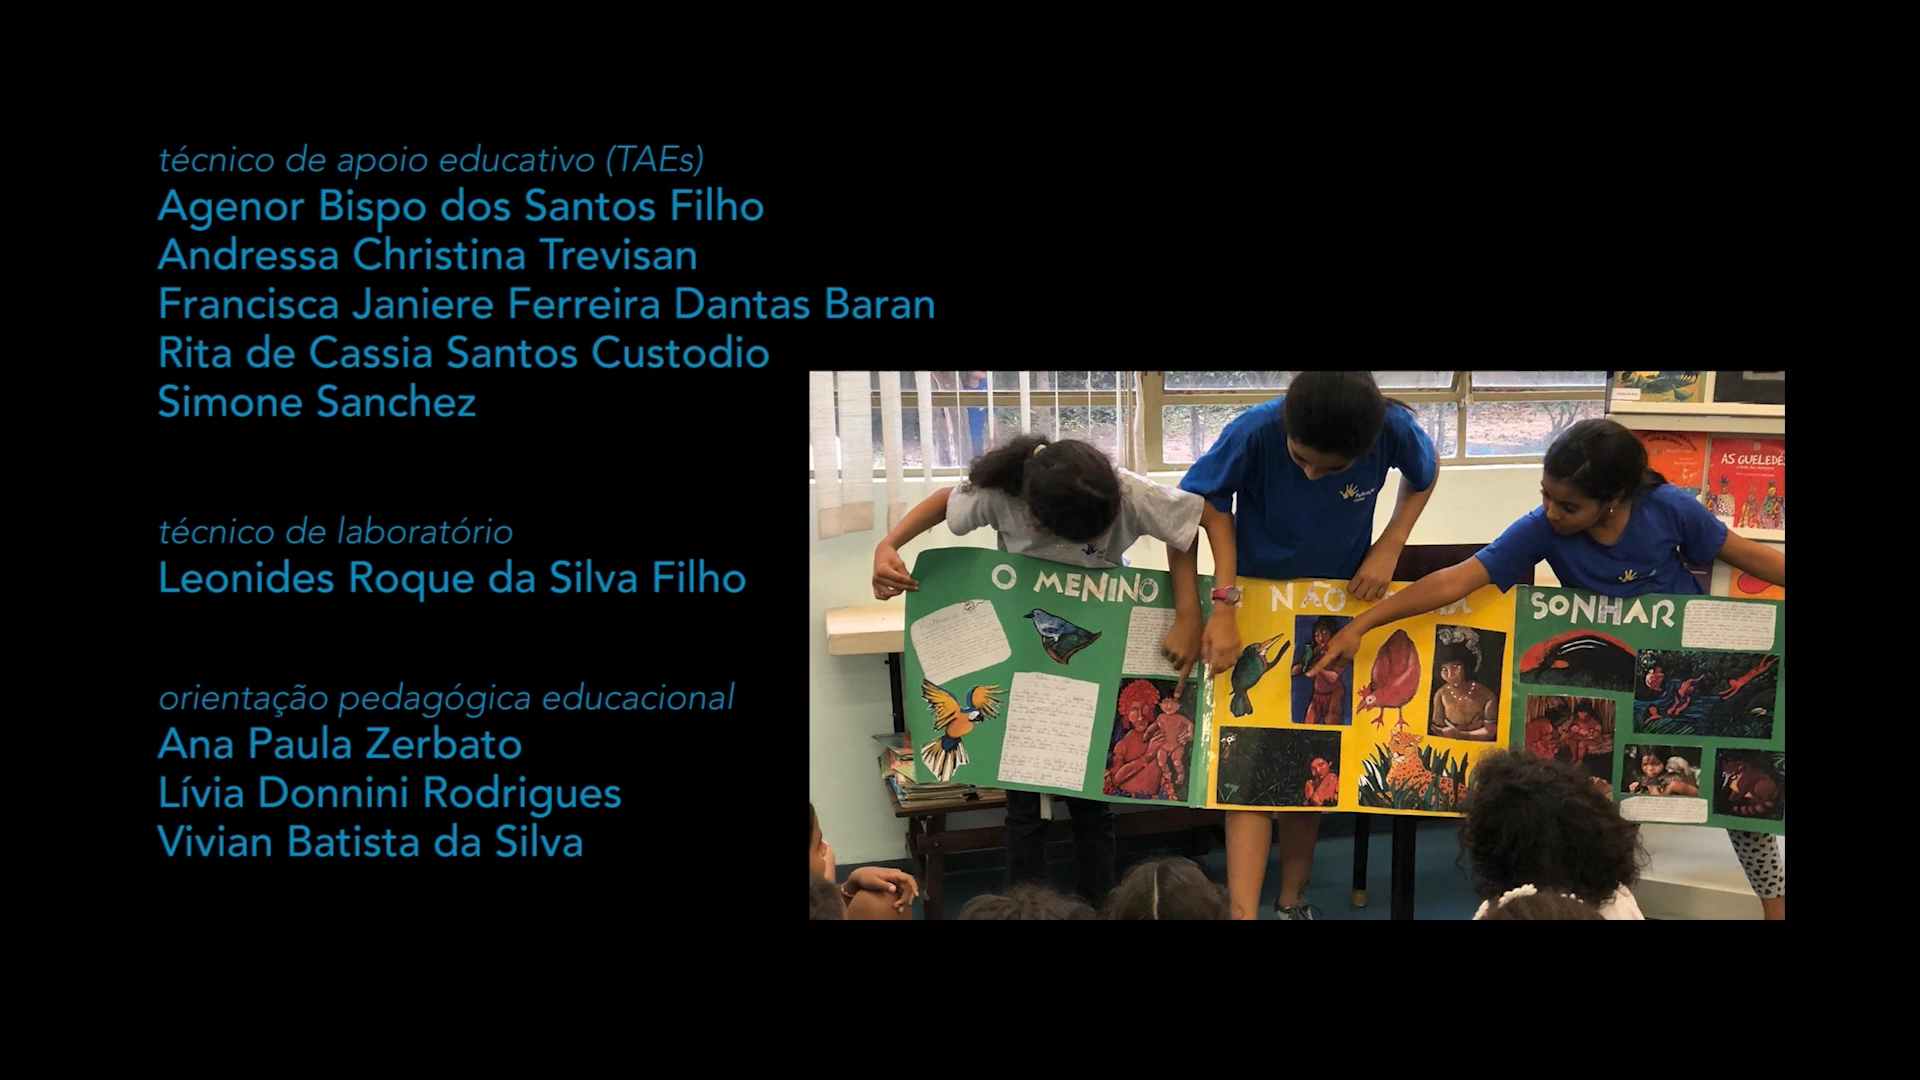 técnico de apoio educativo (TAEs)
Agenor Bispo dos Santos Filho
Andressa Christina Trevisan
Francisca Janiere Ferreira Dantas Baran
Rita de Cassia Santos Custodio
Simone Sanchez
técnico de laboratório
Leonides Roque da Silva Filho
orientação pedagógica educacional
Ana Paula Zerbato
Lívia Donnini Rodrigues
Vivian Batista da Silva
AS GUELEDÉS
O MENINO
NÃO
SONHAR